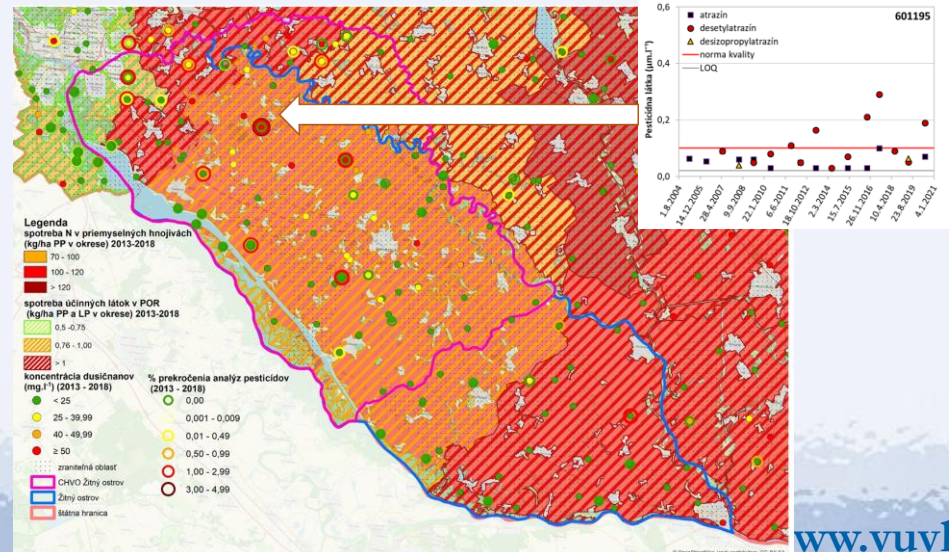 0,6
0,4
0,2
0,0
Pesticídna látka (µm.l⁻¹)
atrazín
desetylatrazín
desizopropylatrazín
norma kvality
LOQ
601195
1.8.2004
14.12.2005
28.4.2007
9.9.2008
22.1.2010
6.6.2011
18.10.2012
2.3.2014
15.7.2015
26.11.2016
10.4.2018
23.8.2019
4.1.2021
Legenda
spotreba N v priemyselných hnojivách
(kg/ha PP v okrese) 2013-2018
70 - 100
100 - 120
> 120
spotreba účinných látok v POR
(kg/ha PP a LP v okrese) 2013-2018
0,5 -0,75
0,76 - 1,00
> 1
koncentrácia dusičnanov
(mg.l⁻¹) (2013 - 2018)
< 25
25 - 39,99
40 - 49,99
≥ 50
zraniteľná oblasť
CHVO Žitný ostrov
Žitný ostrov
štátna hranica
% prekročenia analýz pesticídov
(2013 - 2018)
0,00
0,001 - 0,009
0,01 - 0,49
0,50 - 0,99
1,00 - 2,99
3,00 - 4,99